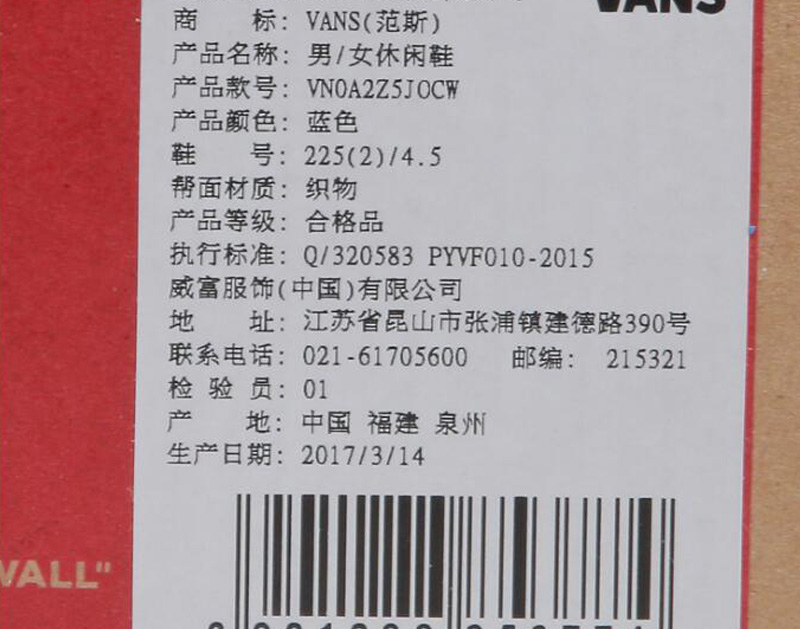 VANS
商 标: VANS(范斯)
产品名称: 男/女休闲鞋
产品款号: VN0A2Z5JOCW
产品颜色: 蓝色
鞋 号: 225(2)/4.5
帮面材质: 织物
产品等级: 合格品
执行标准: Q/320583 PYVF010-2015
威富服饰(中国)有限公司
地 址: 江苏省昆山市张浦镇建德路390号
联系电话: 021-61705600 邮编: 215321
检 验 员: 01
产 地: 中国 福建 泉州
生产日期: 2017/3/14
WALL"